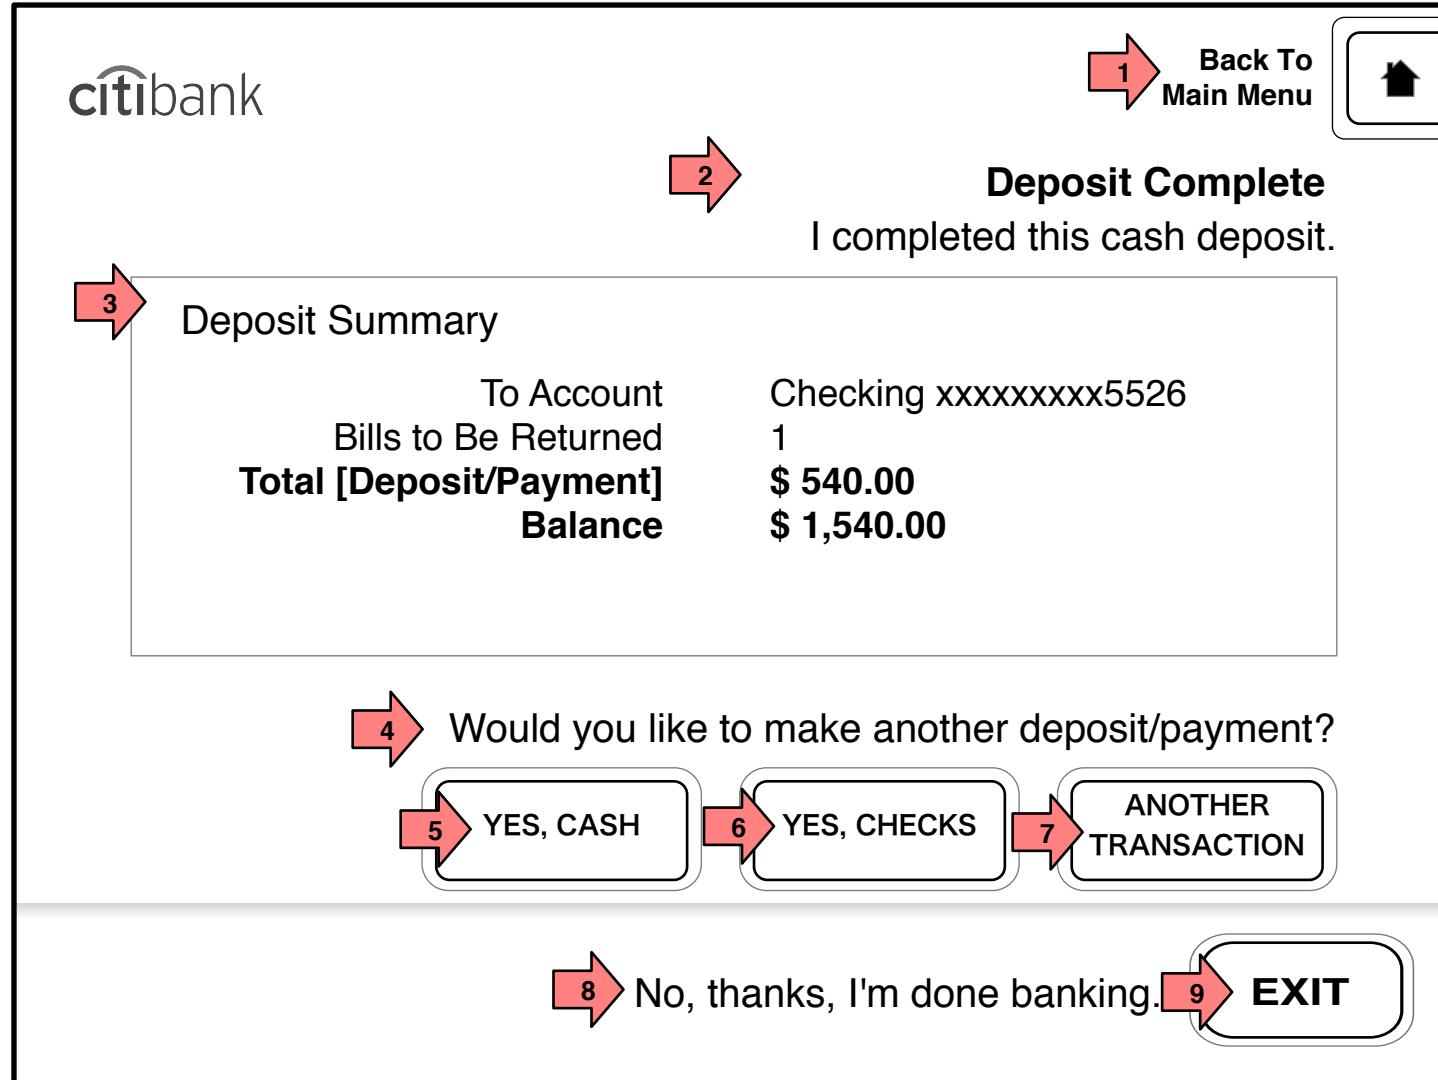 citibank
1
Back To
Main Menu
2
Deposit Complete
I completed this cash deposit.
3
Deposit Summary
To Account Checking xxxxxxxxx5526
Bills to Be Returned 1
Total [Deposit/Payment] $ 540.00
Balance $ 1,540.00
4 Would you like to make another deposit/payment?
5 YES, CASH
6 YES, CHECKS
7 ANOTHER
TRANSACTION
8 No, thanks, I'm done banking.
9 EXIT